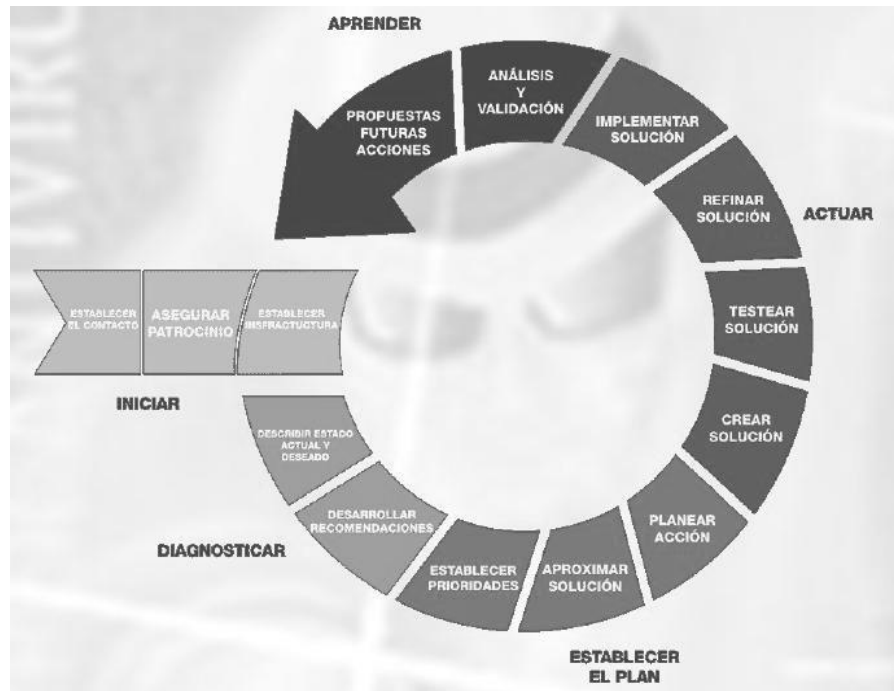 APRENDER
ANÁLISIS
Y
VALIDACIÓN
PROPUESTAS
FUTURAS
ACCIONES
IMPLEMENTAR
SOLUCIÓN
REFINAR
SOLUCIÓN
ACTUAR
TESTEAR
SOLUCIÓN
CREAR
SOLUCIÓN
PLANEAR
ACCIÓN
APROXIMAR
SOLUCIÓN
ESTABLECER
PRIORIDADES
ESTABLECER
EL PLAN
DESARROLLAR
RECOMENDACIONES
DIAGNOSTICAR
DESCRIBIR ESTADO
ACTUAL Y
DESEADO
ESTABLECER
EL CONTACTO
ASEGURAR
PATROCINIO
ESTABLECER
INSFRACTUCTURA
INICIAR